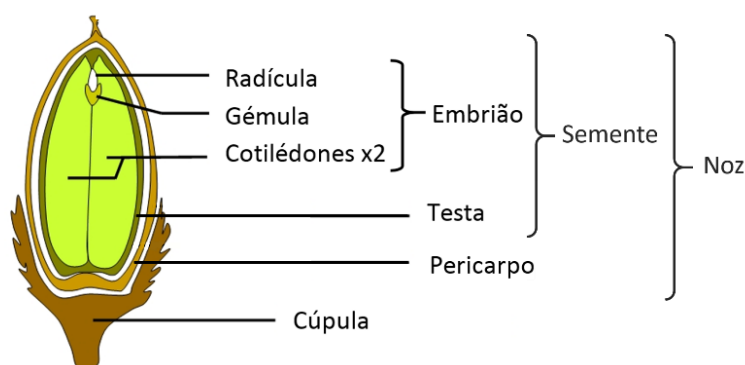 Radícula
Gémula
Cotilédones x2
Embrião
Semente
Noz
Testa
Pericarpo
Cúpula